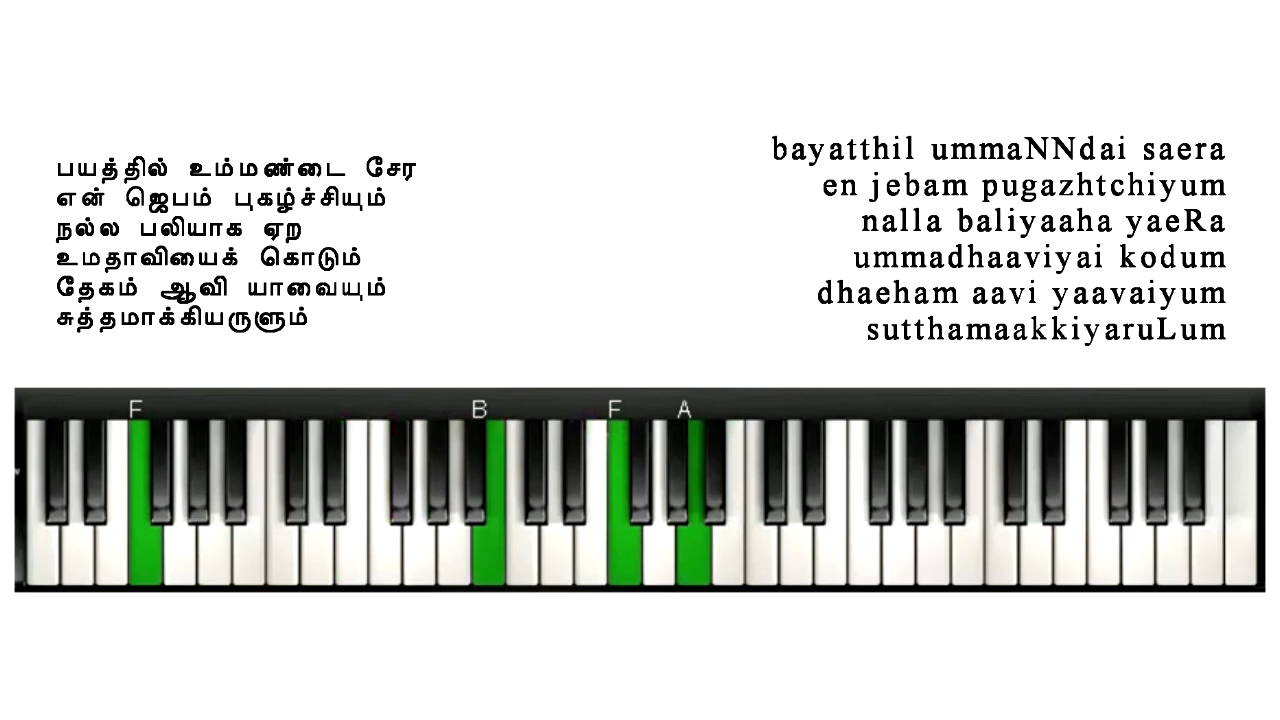 பயத்தில் உம்மண்டை சேர
என் ஜெபம் புகழ்ச்சியும்
நல்ல பலியாக ஏற
உமதாவியைக் கொடும்
தேகம் ஆவி யாவையும்
சுத்தமாக்கியருளும்
bayatthil ummaNNdai saera
en jebam pugazhtchiyum
nalla baliyaaha yaeRa
ummadhaaviyai kodum
dhaeham aavi yaavaiyum
sutthamaakkiyaruLum
F B F A